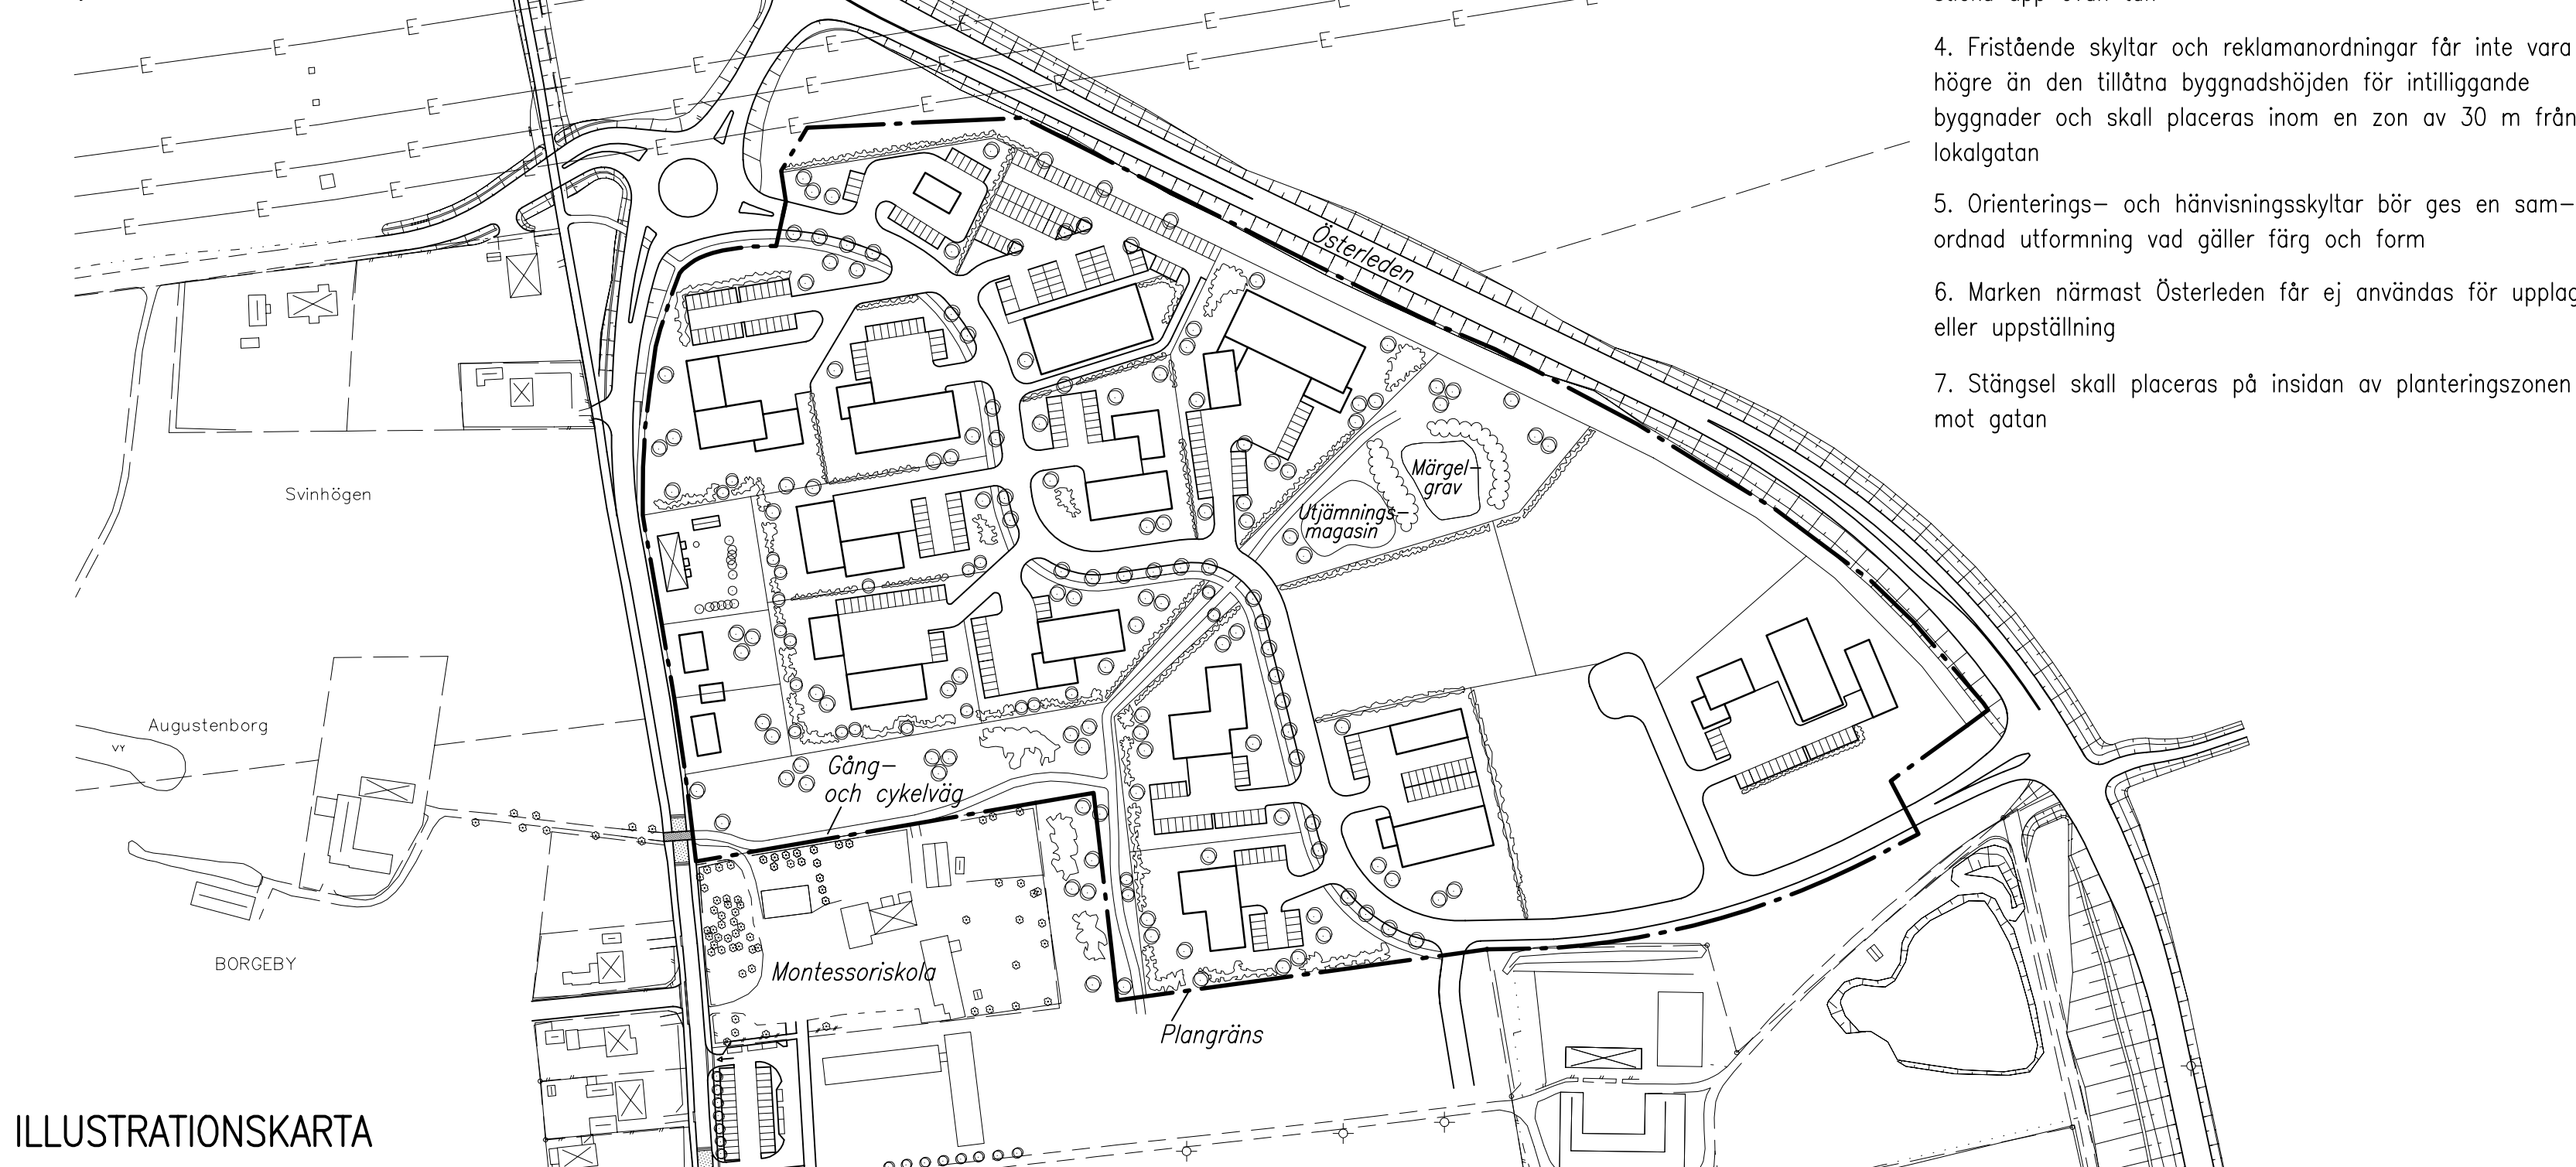 4. Fristående skyltar och reklamanordningar får inte vara
högre än den tillåtna byggnadshöjden för intilliggande
byggnader och skall placeras inom en zon av 30 m från
lokalgatan
5. Orienterings- och hänvisningsskyltar bör ges en sam-
ordnad utformning vad gäller färg och form
6. Marken närmast Österleden får ej användas för upplag
eller uppställning
7. Stängsel skall placeras på insidan av planteringszonen
mot gatan
E E E E E E
E E E E E E
E E E E E E
E E E E E E
Österleden
Märgel-
grav
Utjämnings-
magasin
Svinhögen
Augustenborg
VY
Gång-
och cykelväg
BORGEBY
Montessoriskola
Plangräns
ILLUSTRATIONSKARTA